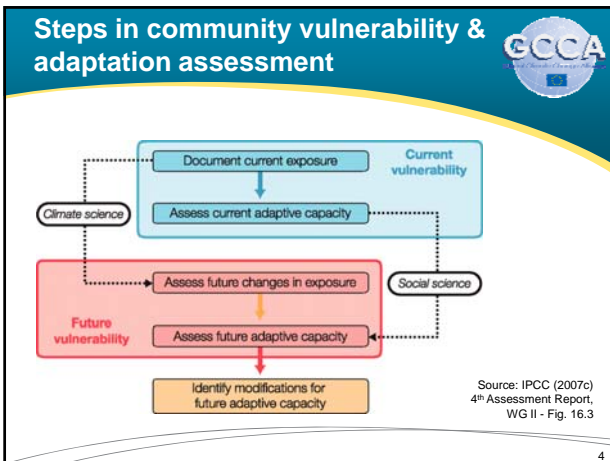 Steps in community vulnerability &
adaptation assessment
GCCA
Document current exposure
Current
vulnerability
Climate science
Assess current adaptive capacity
Assess future changes in exposure
Social science
Future
vulnerability
Assess future adaptive capacity
Identify modifications for
future adaptive capacity
Source: IPCC (2007c)
4th Assessment Report,
WG II - Fig. 16.3
4